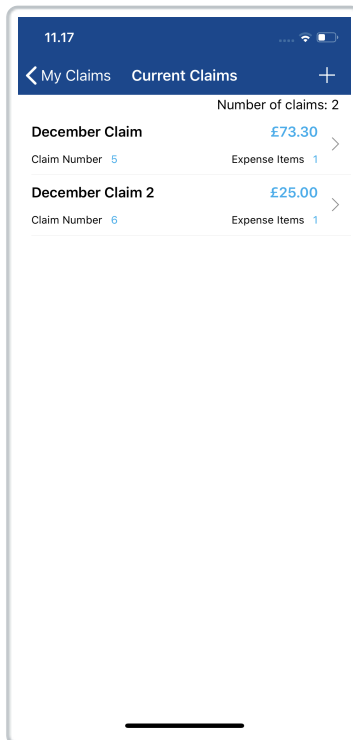 11.17
My Claims Current Claims +
Number of claims: 2
December Claim £73.30
Claim Number 5 Expense Items 1
December Claim 2 £25.00
Claim Number 6 Expense Items 1